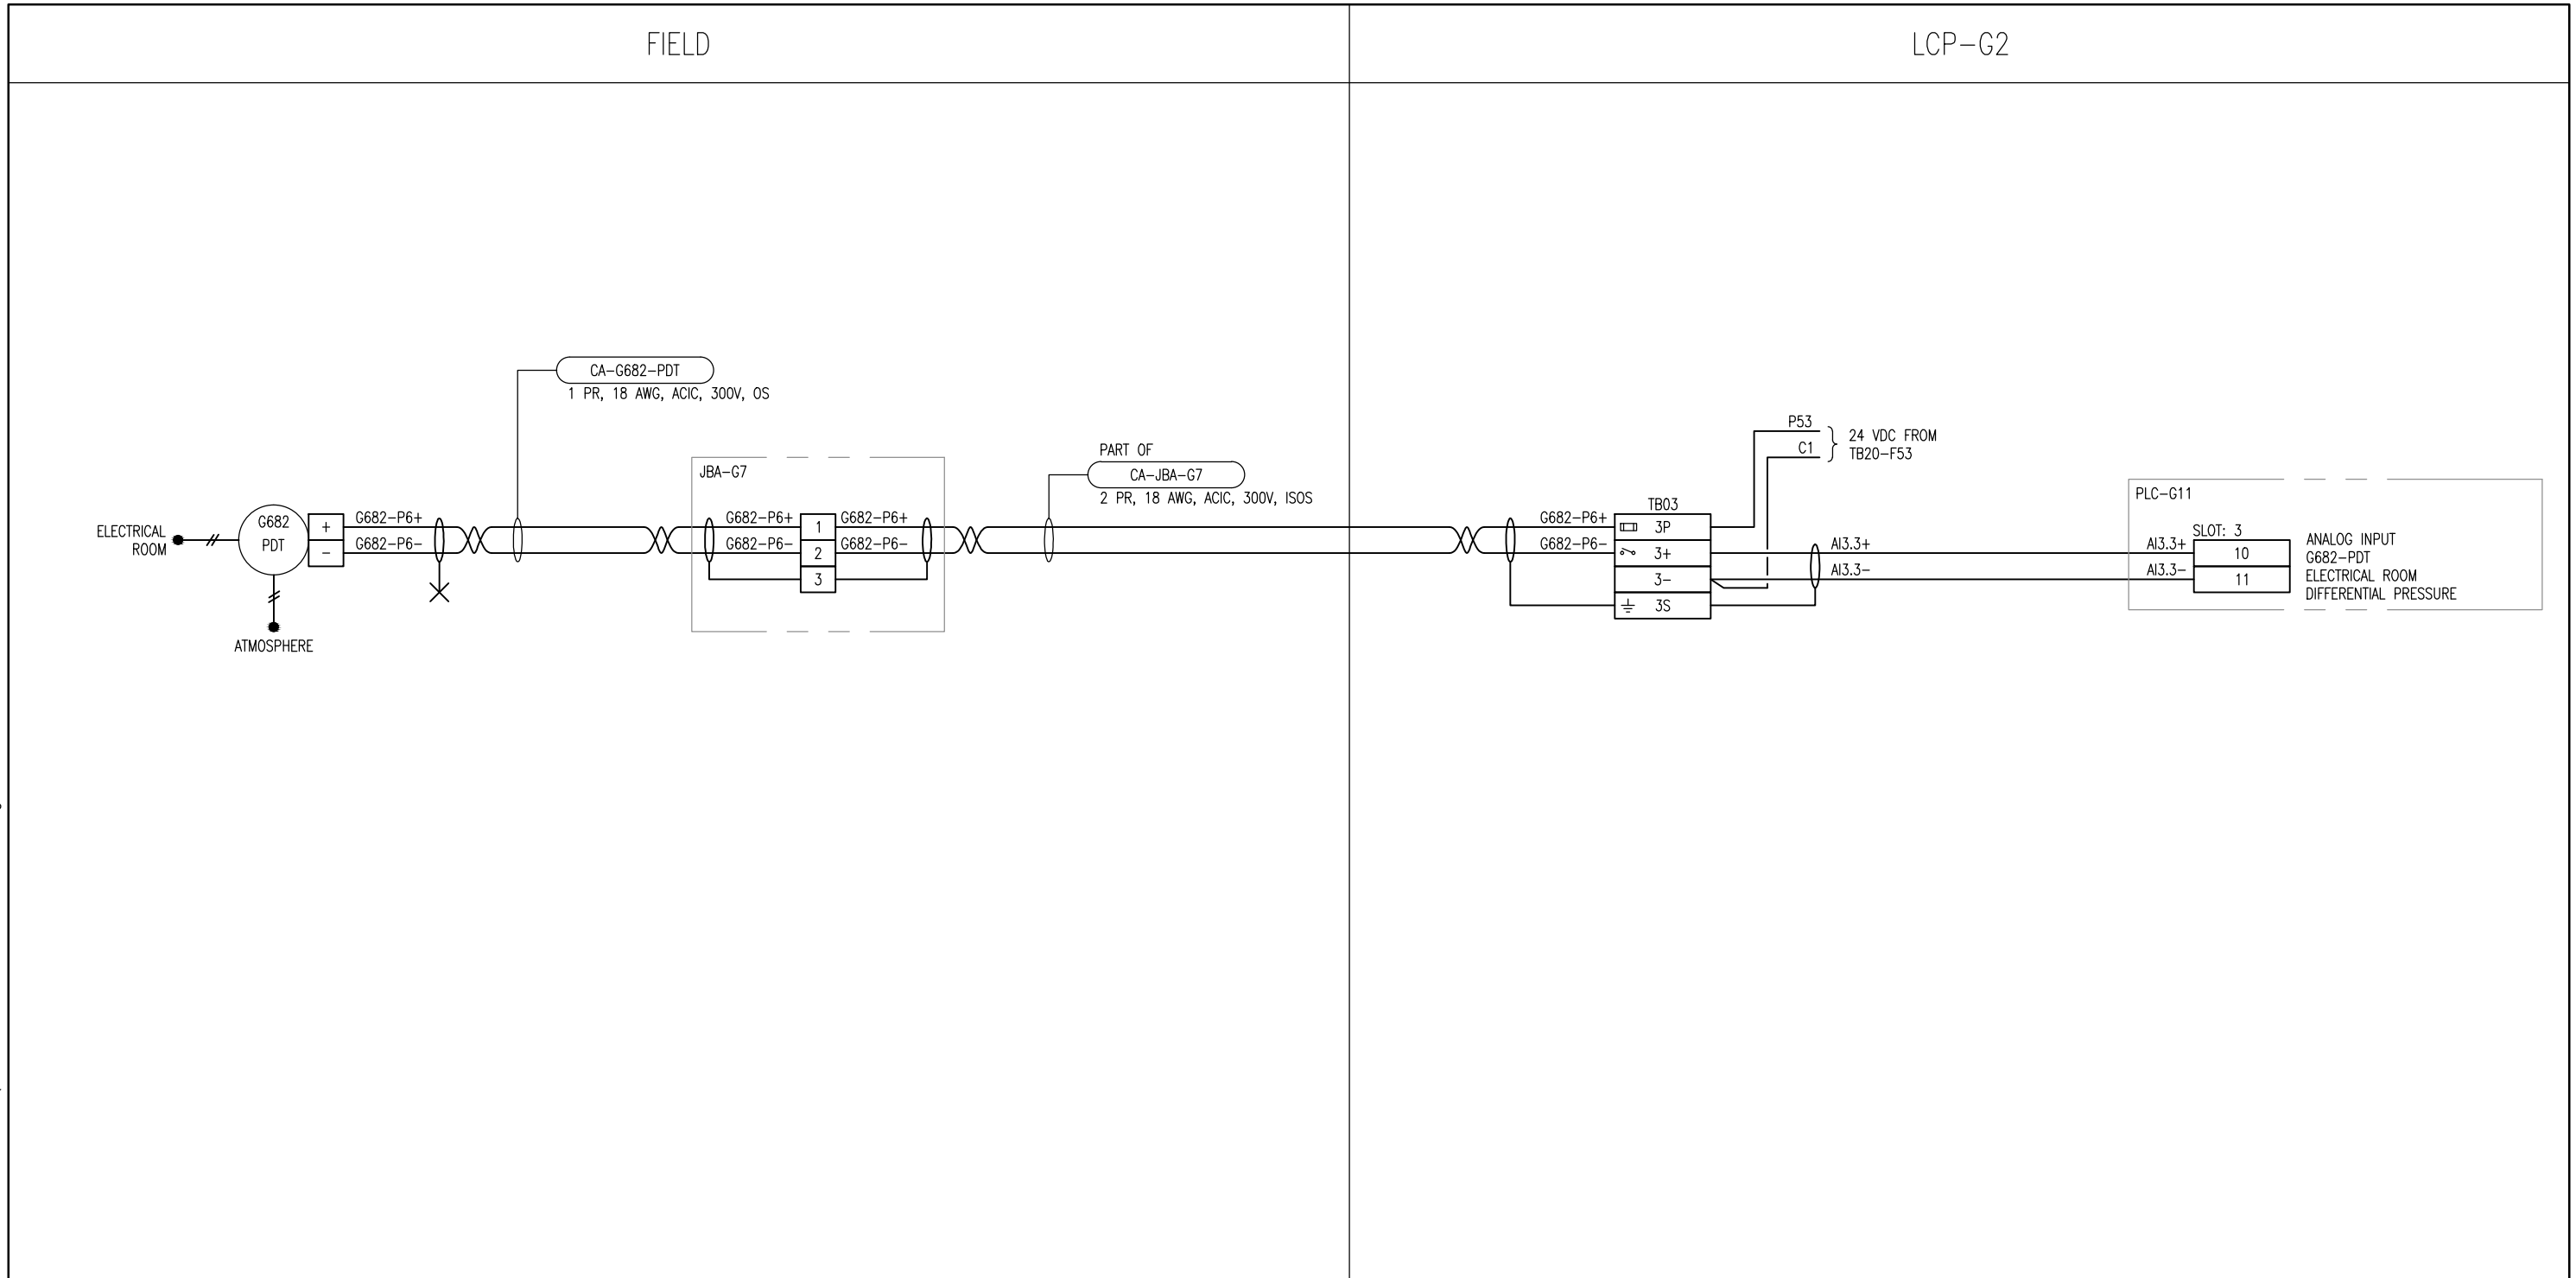 FIELD
LCP-G2
CA-G682-PDT
1 PR, 18 AWG, ACIC, 300V, OS
PART OF
CA-JBA-G7
2 PR, 18 AWG, ACIC, 300V, ISOS
P53
C1
24 VDC FROM
TB20-F53
JBA-G7
PLC-G11
ELECTRICAL
ROOM
G682
PDT
+
-
G682-P6+
G682-P6-
G682-P6+
G682-P6-
1
2
3
G682-P6+
G682-P6-
G682-P6+
G682-P6-
TB03
3P
3+
3-
3S
AI3.3+
AI3.3-
AI3.3+
AI3.3-
SLOT: 3
10
11
ANALOG INPUT
G682-PDT
ELECTRICAL ROOM
DIFFERENTIAL PRESSURE
ATMOSPHERE